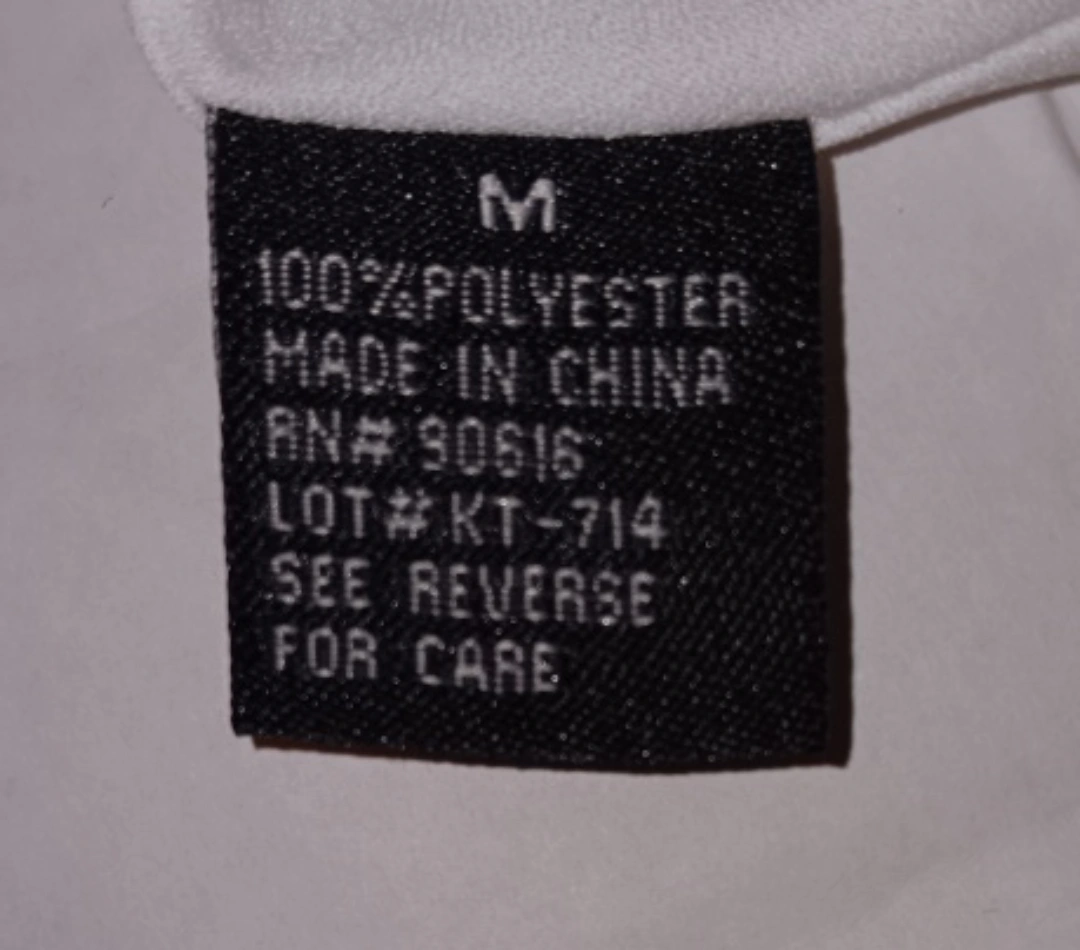 M
100%POLYESTER
MADE IN CHINA
RN# 90616
LOT# KT-714
SEE REVERSE
FOR CARE